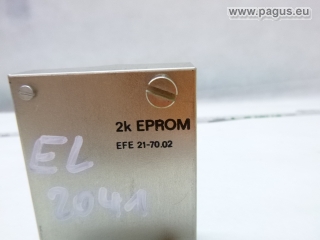 www.pagus.eu
2k EPROM
EFE 21-70.02
EL
2041